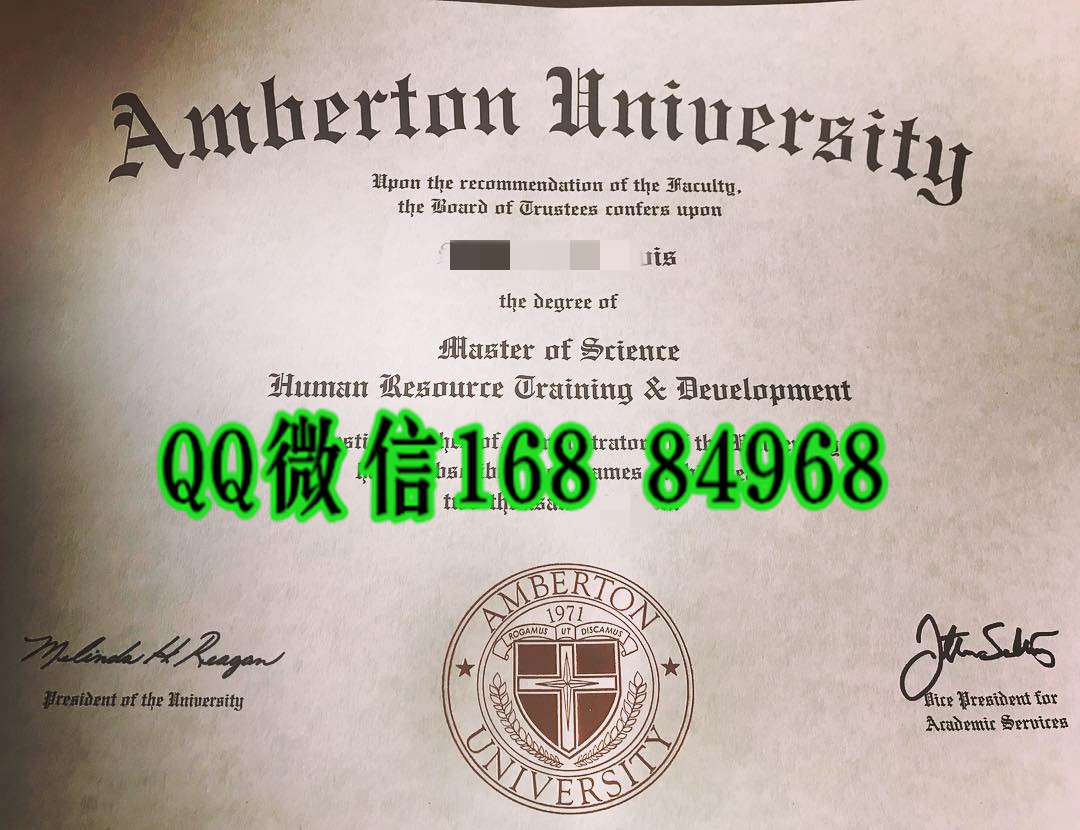 Amberton University
Upon the recommendation of the Faculty,
the Board of Trustees confers upon
vis
the degree of
Master of Science
Human Resource Training & Development
QQ微信168 84968
AMBERTON
1971
ROGAMUS UT DISCAMUS
UNIVERSITY
Melinda H. Reagan
President of the University
Vice President for
Academic Services